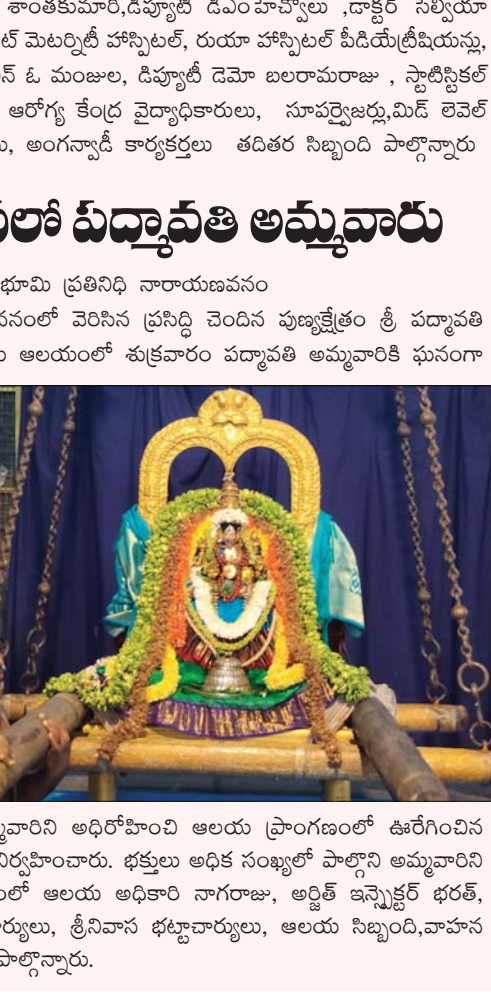 శాంతకుమారి,డిప్యూటీ డీఎంహెచ్వోలు ,డాక్టర్ సెల్వియా
మెటర్నిటీ హాస్పిటల్, రుయా హాస్పిటల్ పీడియేట్రీషియన్లు,
ఓ మంజుల, డిప్యూటీ డెమో బలరామరాజు , స్టాటిస్టికల్
ఆరోగ్య కేంద్ర వైద్యాధికారులు, సూపర్వైజర్లు,మిడ్ లెవెల్
అంగన్వాడీ కార్యకర్తలు తదితర సిబ్బంది పాల్గొన్నారు
పద్మావతి అమ్మవారు
భూమి ప్రతినిధి నారాయణవనం
వనంలో వెరిసిన ప్రసిద్ధి చెందిన పుణ్యక్షేత్రం శ్రీ పద్మావతి
ఆలయంలో శుక్రవారం పద్మావతి అమ్మవారికి ఘనంగా
మ్మవారిని అధిరోహించి ఆలయ ప్రాంగణంలో ఊరేగించిన
నిర్వహించారు. భక్తులు అధిక సంఖ్యలో పాల్గొని అమ్మవారిని
ఆలయ అధికారి నాగరాజు, అర్జిత్ ఇన్స్పెక్టర్ భరత్,
ర్యులు, శ్రీనివాస భట్టాచార్యులు, ఆలయ సిబ్బంది,వాహన
పాల్గొన్నారు.